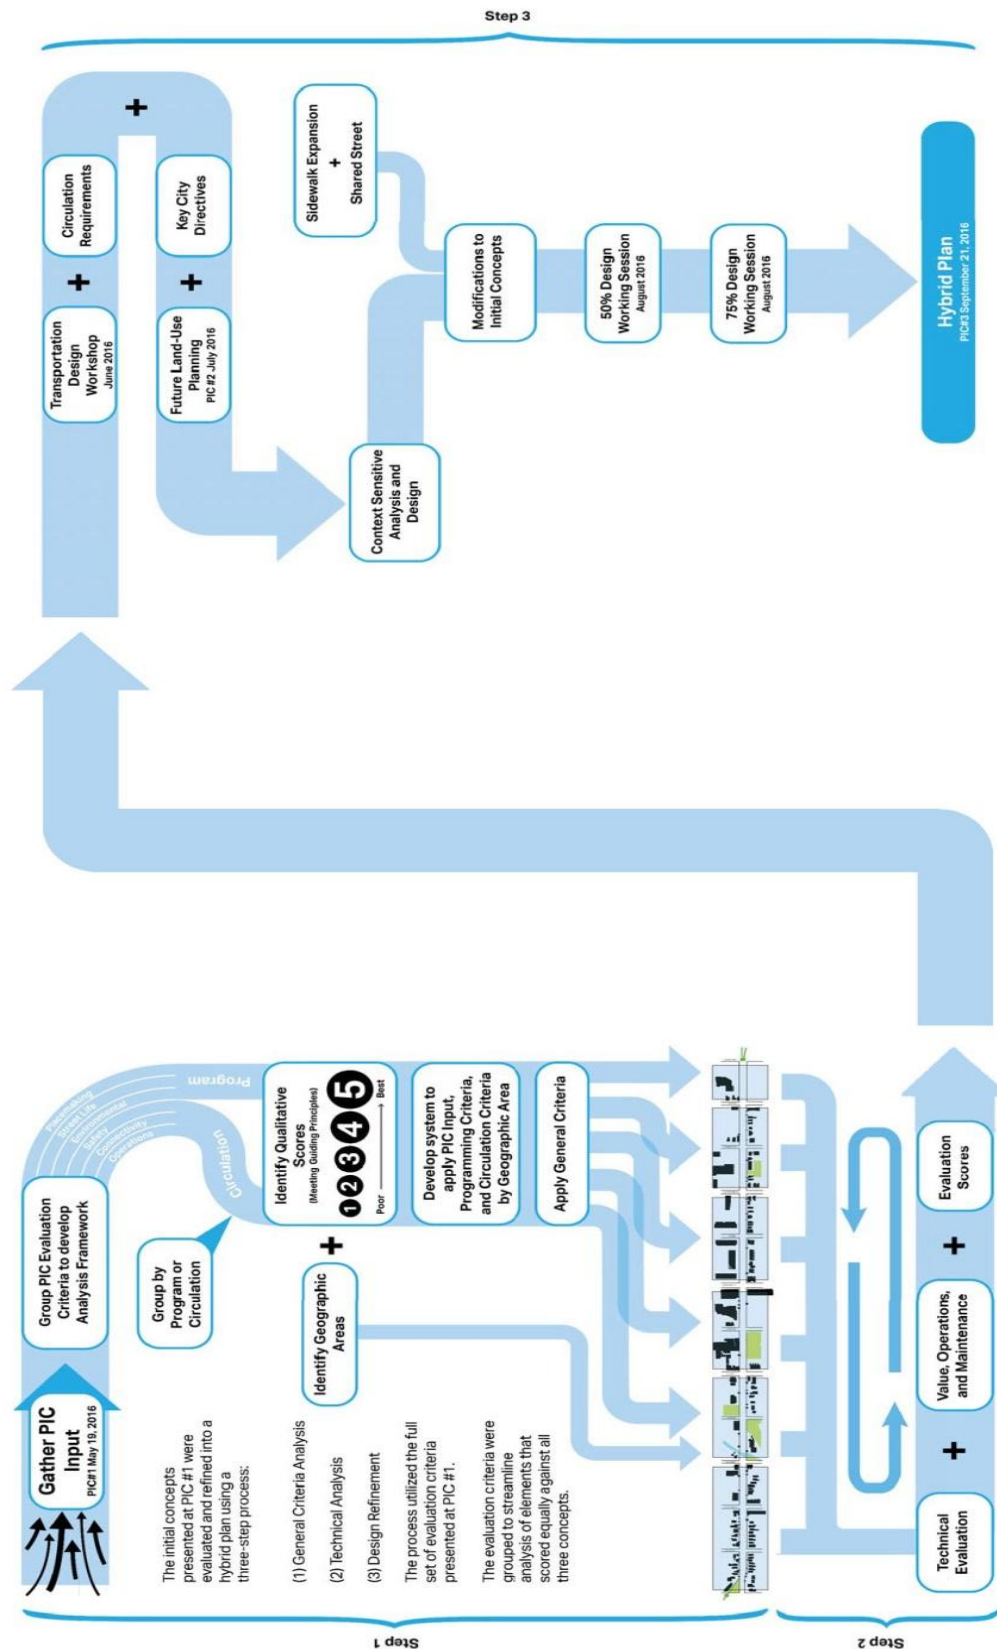 Step 1
Gather PIC
Input
PIC#1 May 19, 2016
Group PIC Evaluation
Criteria to develop
Analysis Framework
Placemaking
Street Life
Environmental
Safety
Connectivity
Operations
Program
Circulation
Group by
Program or
Circulation
The initial concepts
presented at PIC #1 were
evaluated and refined into a
hybrid plan using a
three-step process:
(1) General Criteria Analysis
(2) Technical Analysis
(3) Design Refinement
The process utilized the full
set of evaluation criteria
presented at PIC #1.
The evaluation criteria were
grouped to streamline
analysis of elements that
scored equally against all
three concepts.
Identify Geographic
Areas
+
Identify Qualitative
Scores
(Meeting Guiding Principles)
1 2 3 4 5
Poor Best
Develop system to
apply PIC Input,
Programming Criteria,
and Circulation Criteria
by Geographic Area
Apply General Criteria
Step 2
Technical
Evaluation
+
Value, Operations,
and Maintenance
+
Evaluation
Scores
Step 3
Transportation
Design
Workshop
June 2016
+
Circulation
Requirements
+
Future Land-Use
Planning
PIC #2 July 2016
+
Key City
Directives
Context Sensitive
Analysis and
Design
Sidewalk Expansion
+
Shared Street
Modifications to
Initial Concepts
50% Design
Working Session
August 2016
75% Design
Working Session
August 2016
Hybrid Plan
PIC#3 September 21, 2016